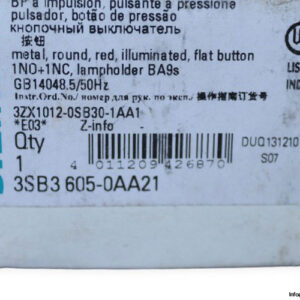 BP à impulsion, pulsante a pressione
pulsador, botão de pressão
кнопочный выключатель
按钮
metal, round, red, illuminated, flat button
1NO+1NC, lampholder BA9s
GB14048.5/50Hz
Instr./Ord.No./ номер для рук. по эксп./ 操作指南订货号
3ZX1012-0SB30-1AA1
*E03* Z-info
Qty
1
4 011209 426870
DUQ131210
S07
3SB3 605-0AA21
LIS
IND